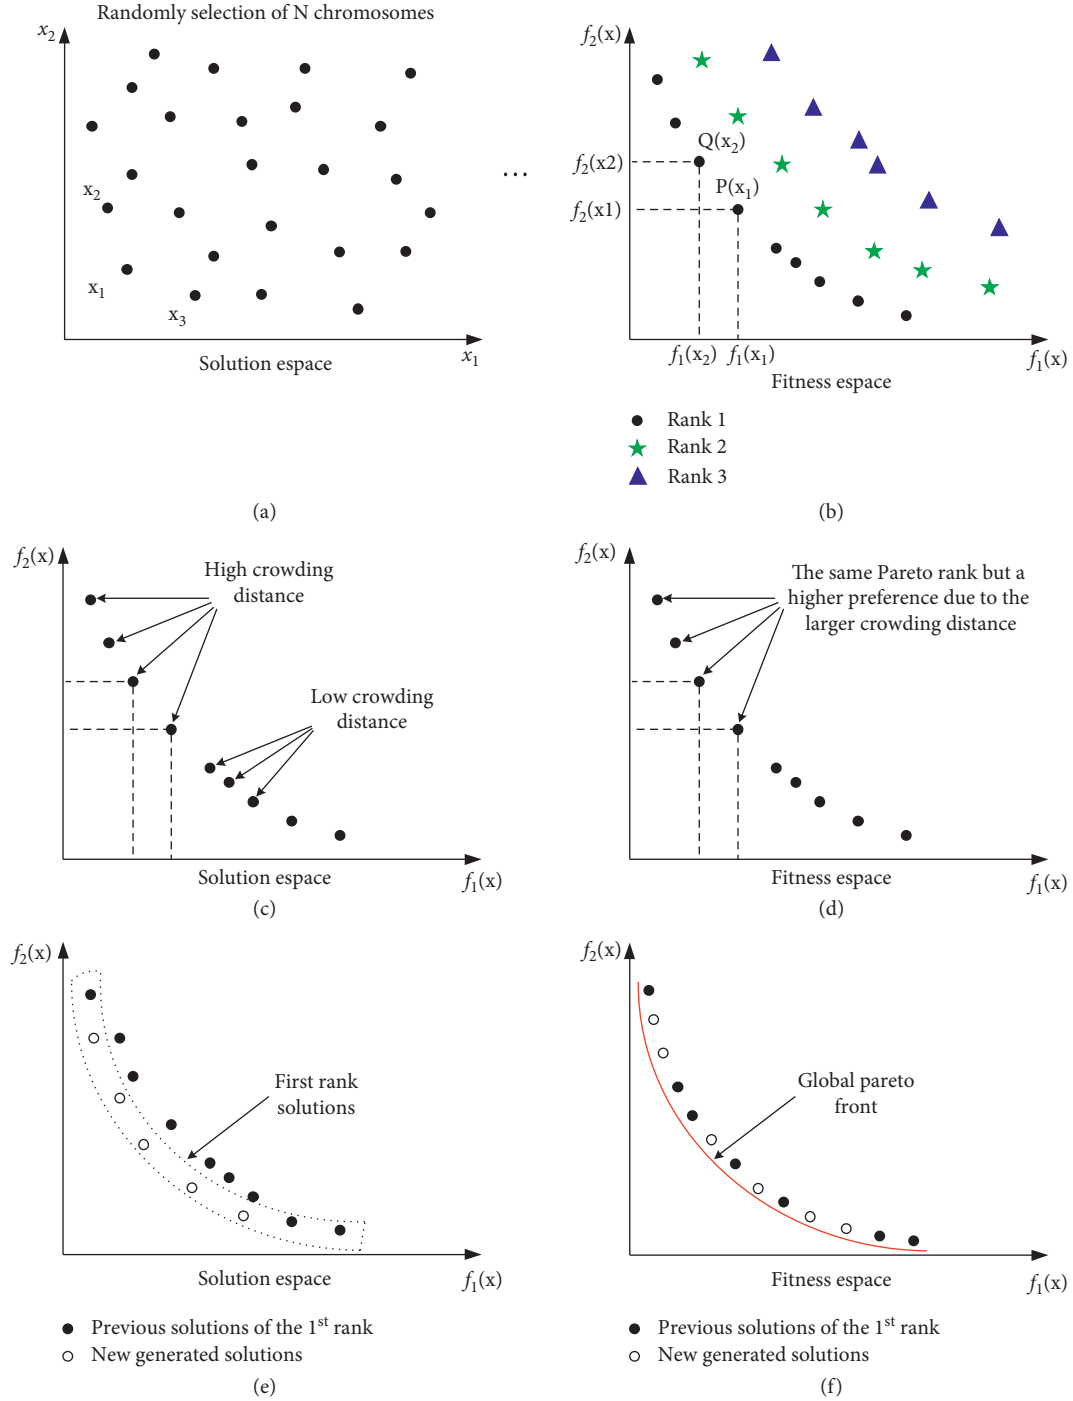 Randomly selection of N chromosomes
x2
x2
x1
x3
Solution espace
x1
(a)
...
f2(x)
Q(x2)
f2(x2)
P(x1)
f2(x1)
f1(x2)
f1(x1)
f1(x)
Fitness espace
Rank 1
Rank 2
Rank 3
(b)
f2(x)
High crowding
distance
Low crowding
distance
Solution espace
f1(x)
(c)
f2(x)
The same Pareto rank but a
higher preference due to the
larger crowding distance
Fitness espace
f1(x)
(d)
f2(x)
First rank
solutions
Solution espace
f1(x)
Previous solutions of the 1st rank
New generated solutions
(e)
f2(x)
Global pareto
front
Fitness espace
f1(x)
Previous solutions of the 1st rank
New generated solutions
(f)